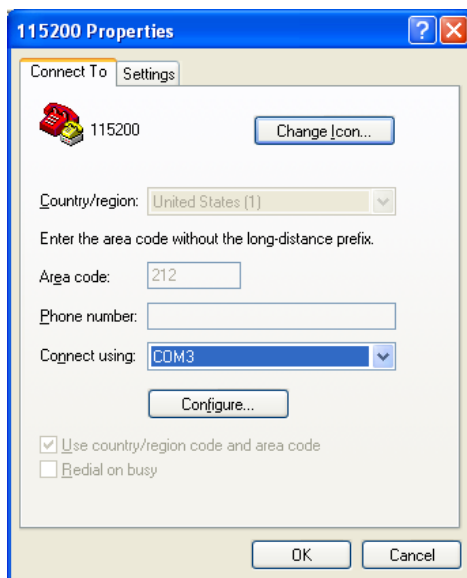 115200 Properties
Connect To Settings
115200 Change Icon...
Country/region: United States (1)
Enter the area code without the long-distance prefix.
Area code: 212
Phone number:
Connect using: COM3
Configure...
Use country/region code and area code
Redial on busy
OK Cancel